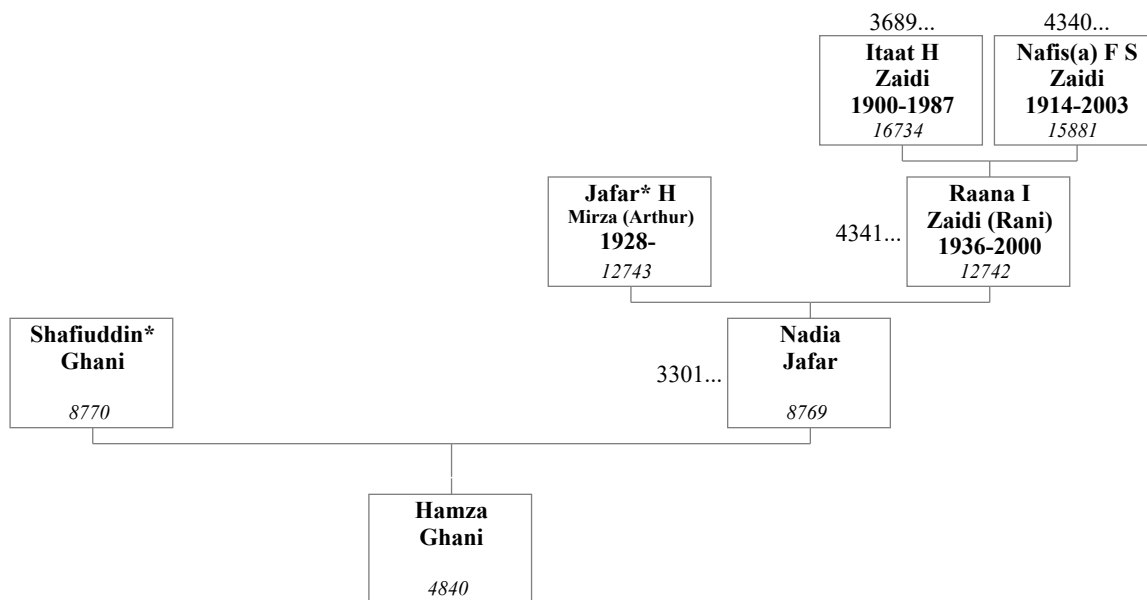 3689...
4340...
Itaat H
Zaidi
1900-1987
16734
Nafis(a) F S
Zaidi
1914-2003
15881
Jafar* H
Mirza (Arthur)
1928-
12743
4341...
Raana I
Zaidi (Rani)
1936-2000
12742
Shafiuddin*
Ghani
8770
3301...
Nadia
Jafar
8769
Hamza
Ghani
4840